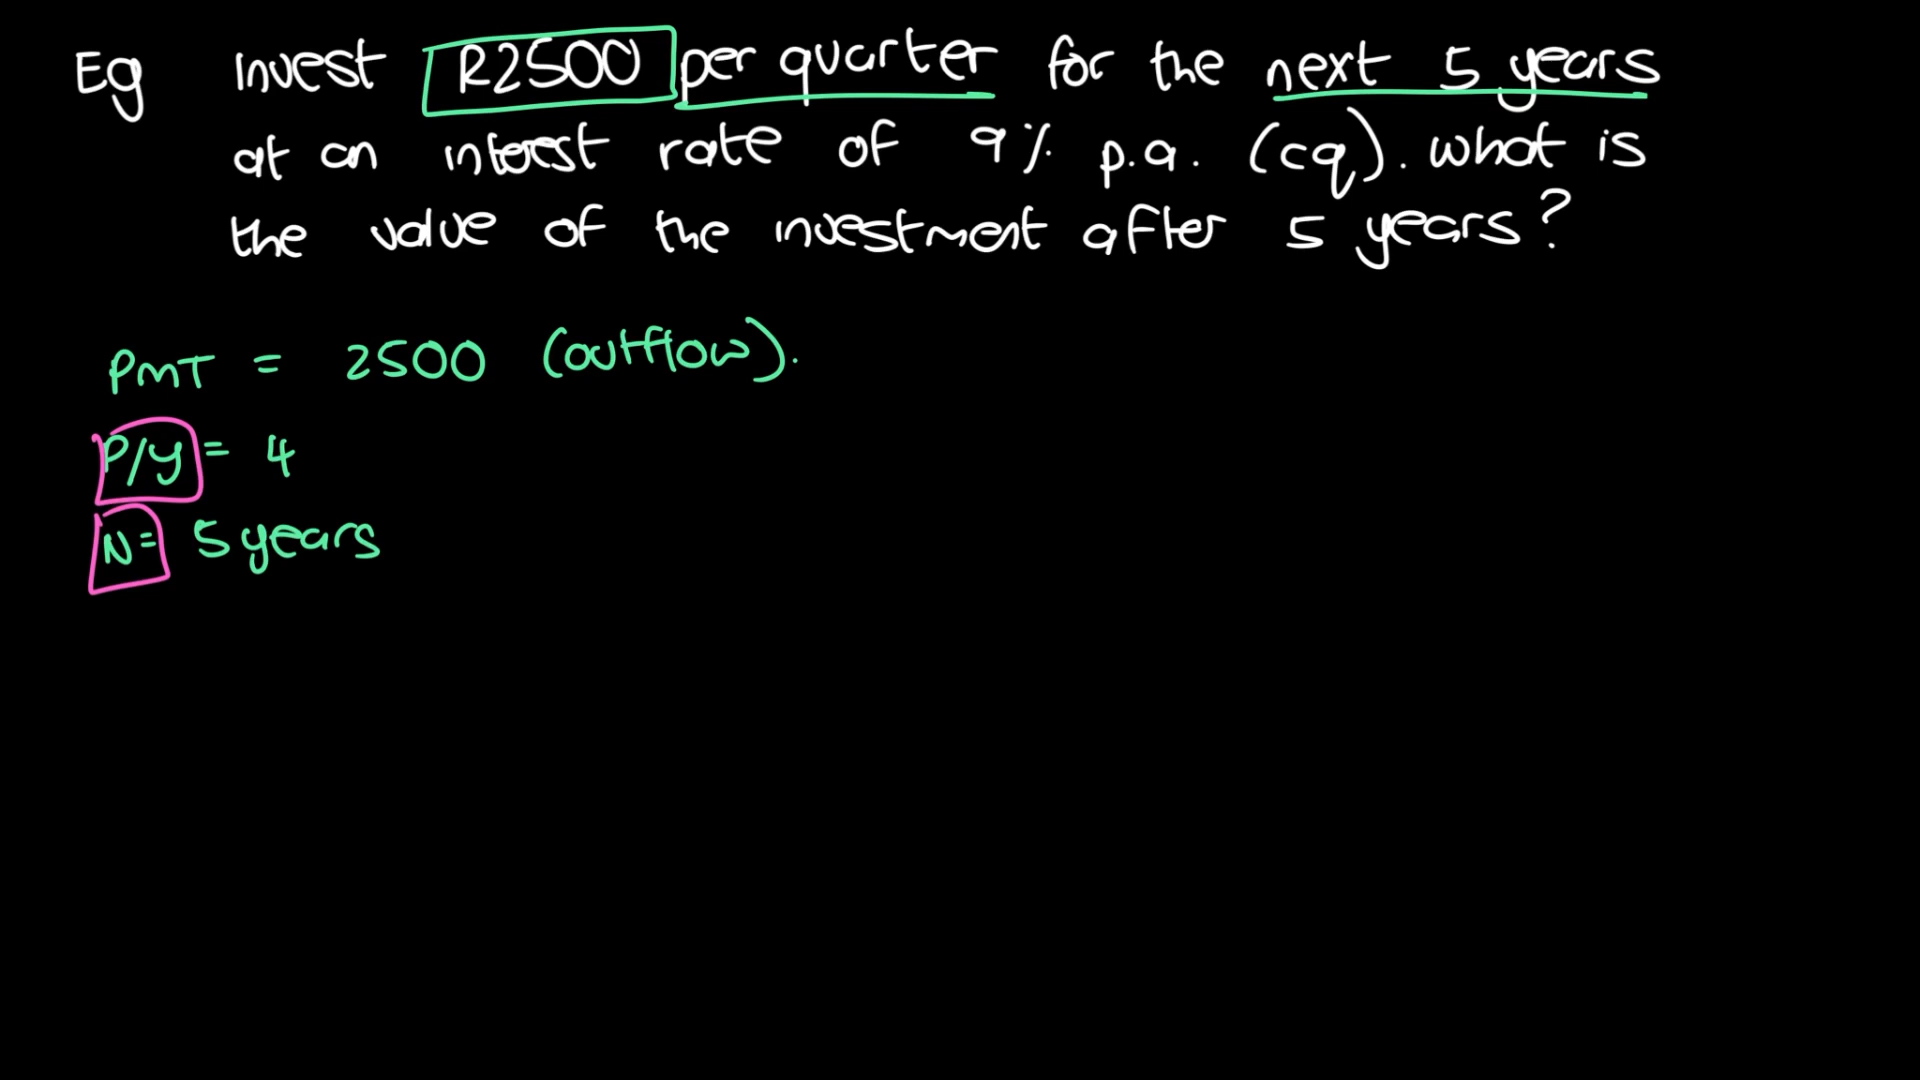 Eg invest R2500 per quarter for the next 5 years
at an interest rate of 9% p.a. (cq). what is
the value of the investment after 5 years?
PMT = 2500 (outflow).
P/y = 4
N = 5 years